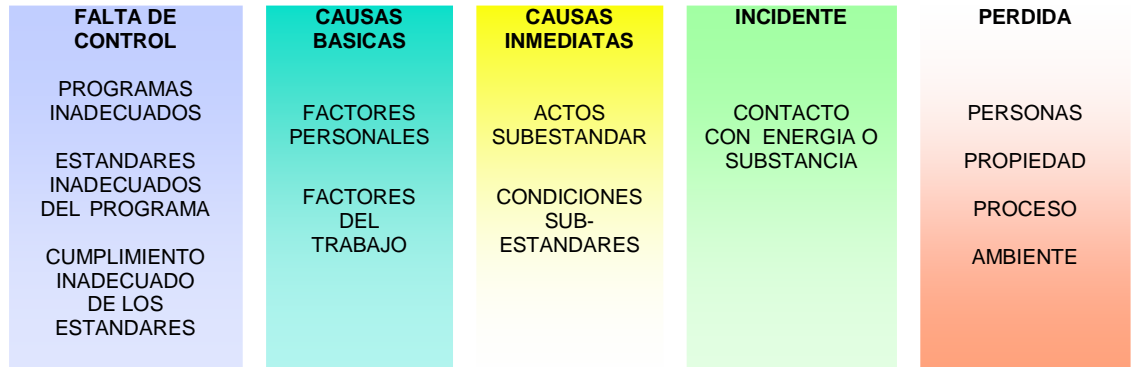 FALTA DE
CONTROL
PROGRAMAS
INADECUADOS
ESTANDARES
INADECUADOS
DEL PROGRAMA
CUMPLIMIENTO
INADECUADO
DE LOS
ESTANDARES
CAUSAS
BASICAS
FACTORES
PERSONALES
FACTORES
DEL
TRABAJO
CAUSAS
INMEDIATAS
ACTOS
SUBESTANDAR
CONDICIONES
SUB-
ESTANDARES
INCIDENTE
CONTACTO
CON ENERGIA O
SUBSTANCIA
PERDIDA
PERSONAS
PROPIEDAD
PROCESO
AMBIENTE